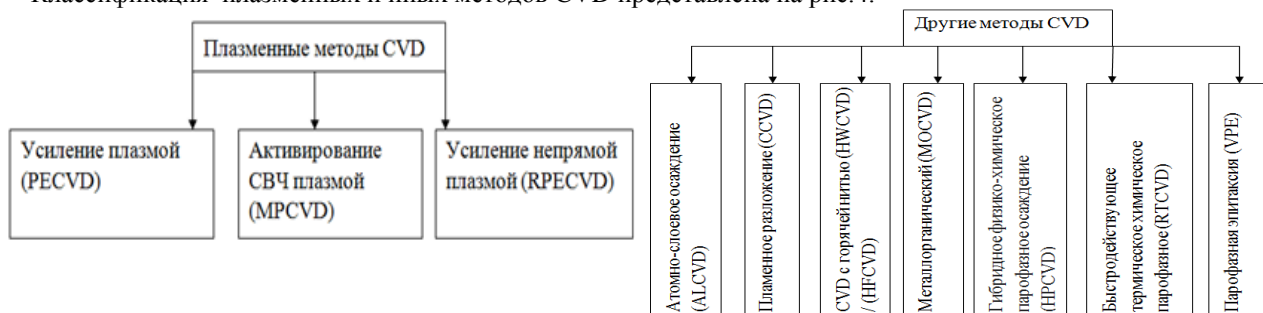 Классификация плазменных и иных методов CVD представлена на рис.4.
Плазменные методы CVD
Усиление плазмой
(PECVD)
Активирование
СВЧ плазмой
(MPCVD)
Усиление непрямой
плазмой (RPECVD)
Другие методы CVD
Атомно-слоевое осаждение
(ALCVD)
Пламенное разложение (CCVD)
CVD с горячей нитью (HWCVD)
/ (HFCVD)
Металлорганический (MOCVD)
Гибридное физико-химическое
парофазное осаждение
(HPCVD)
Быстродействующее
термическое химическое
парофазное (RTCVD)
Парофазная эпитаксия (VPE)